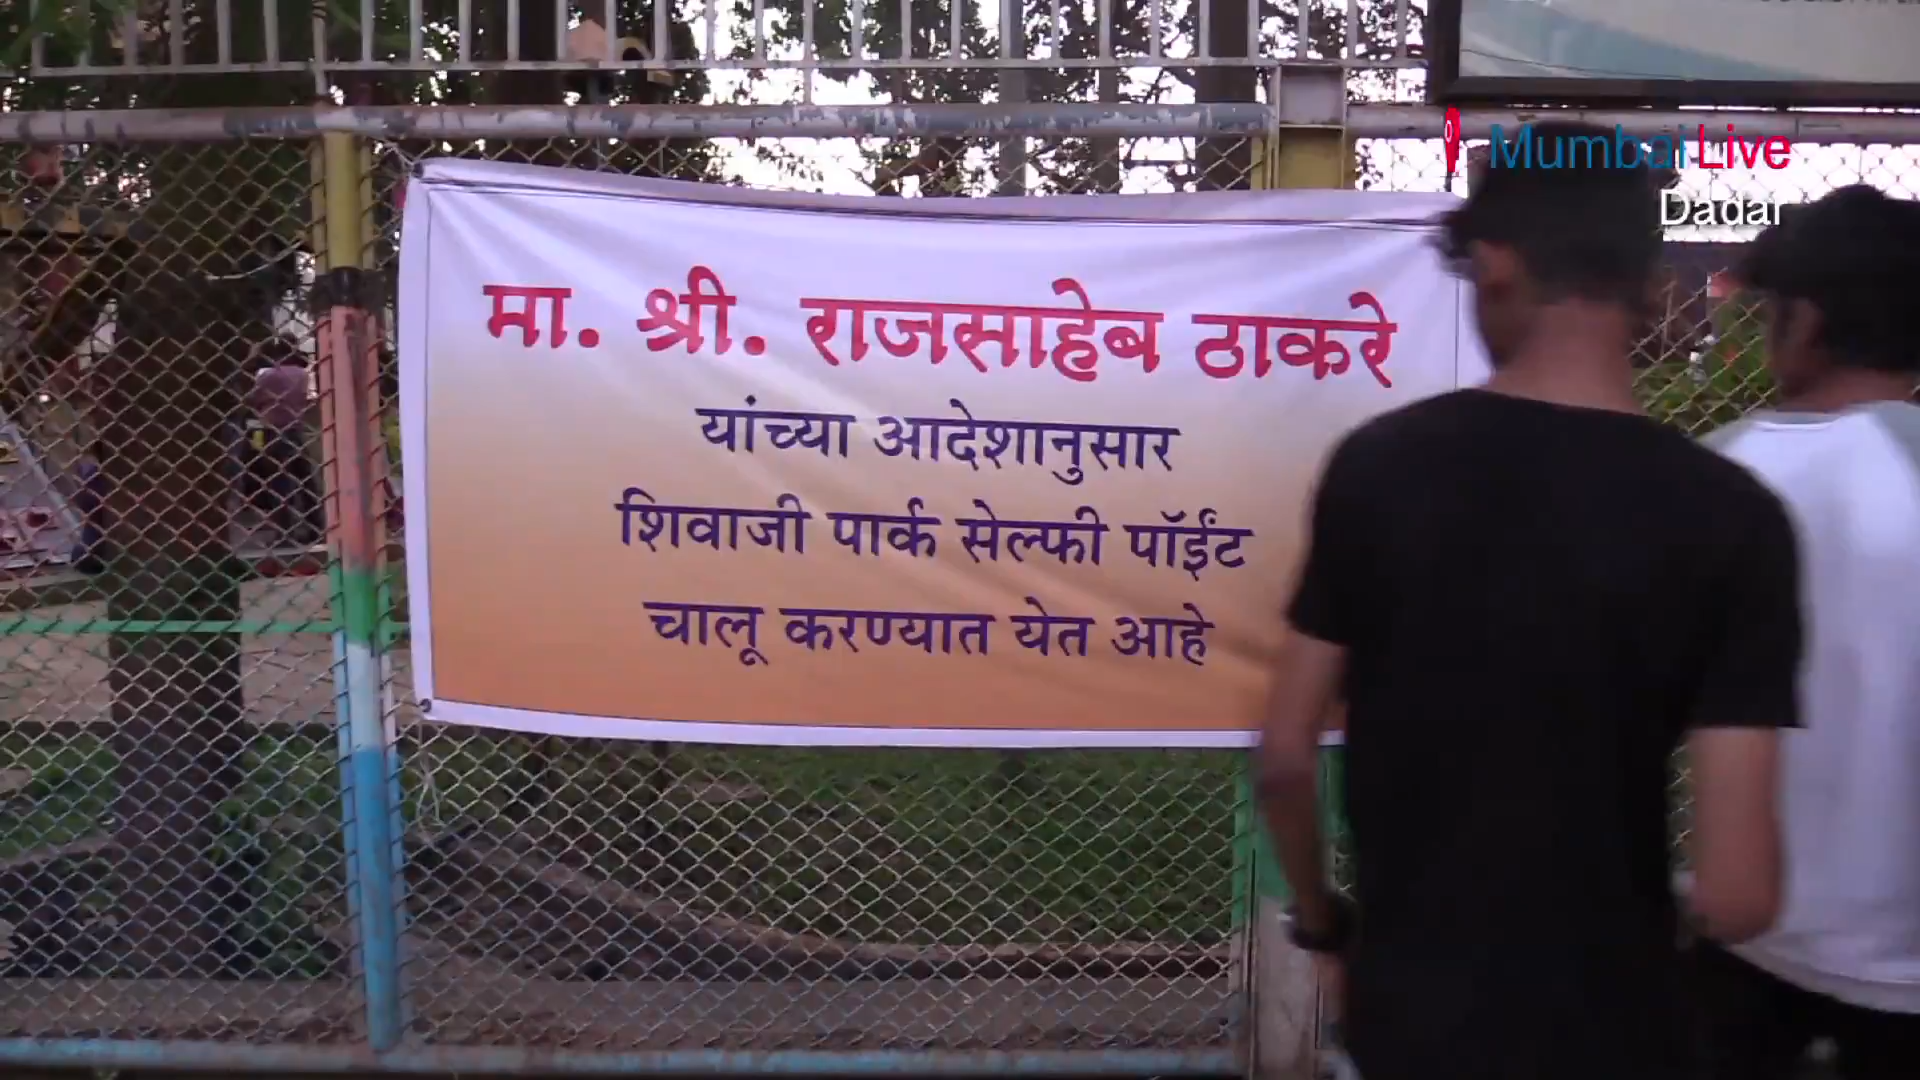 Mumbai Live
Dadar
मा. श्री. राजसाहेब ठाकरे
यांच्या आदेशानुसार
शिवाजी पार्क सेल्फी पॉईंट
चालू करण्यात येत आहे